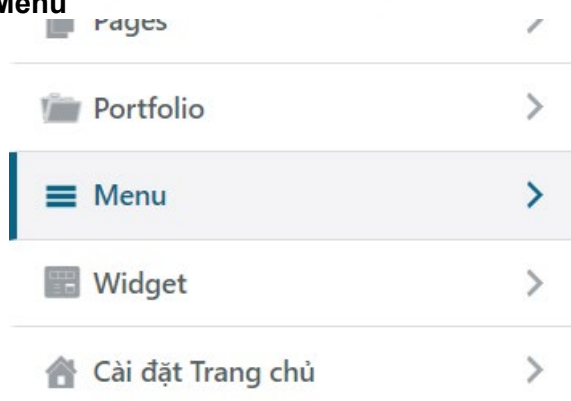 Menu
Pages
Portfolio
Menu
Widget
Cài đặt Trang chủ